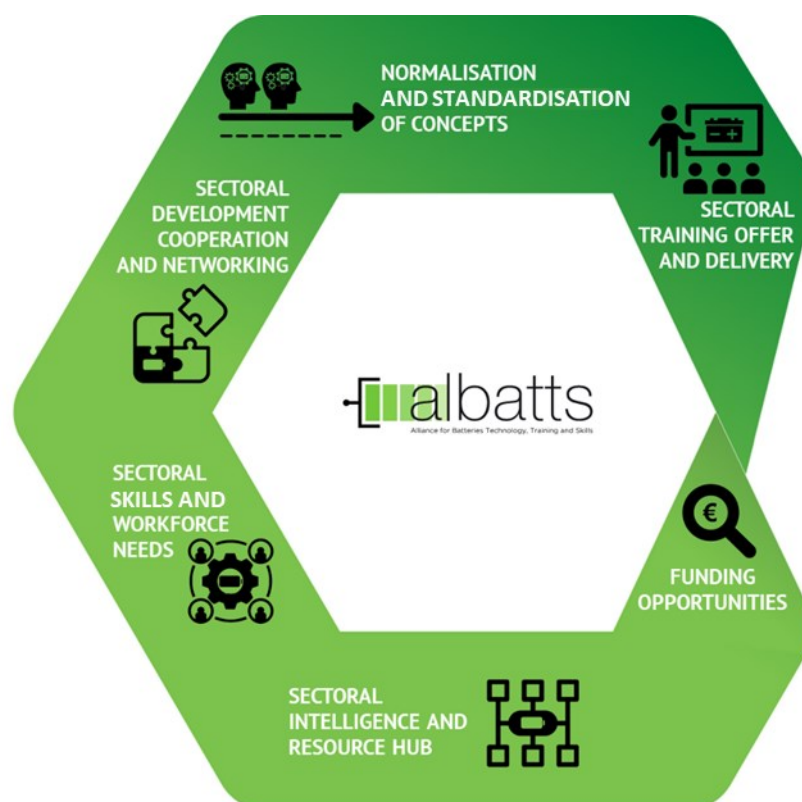 NORMALISATION
AND STANDARDISATION
OF CONCEPTS
SECTORAL
TRAINING OFFER
AND DELIVERY
SECTORAL
DEVELOPMENT
COOPERATION
AND NETWORKING
albatts
Alliance for Batteries Technology, Training and Skills
SECTORAL
SKILLS AND
WORKFORCE
NEEDS
€
FUNDING
OPPORTUNITIES
SECTORAL
INTELLIGENCE AND
RESOURCE HUB